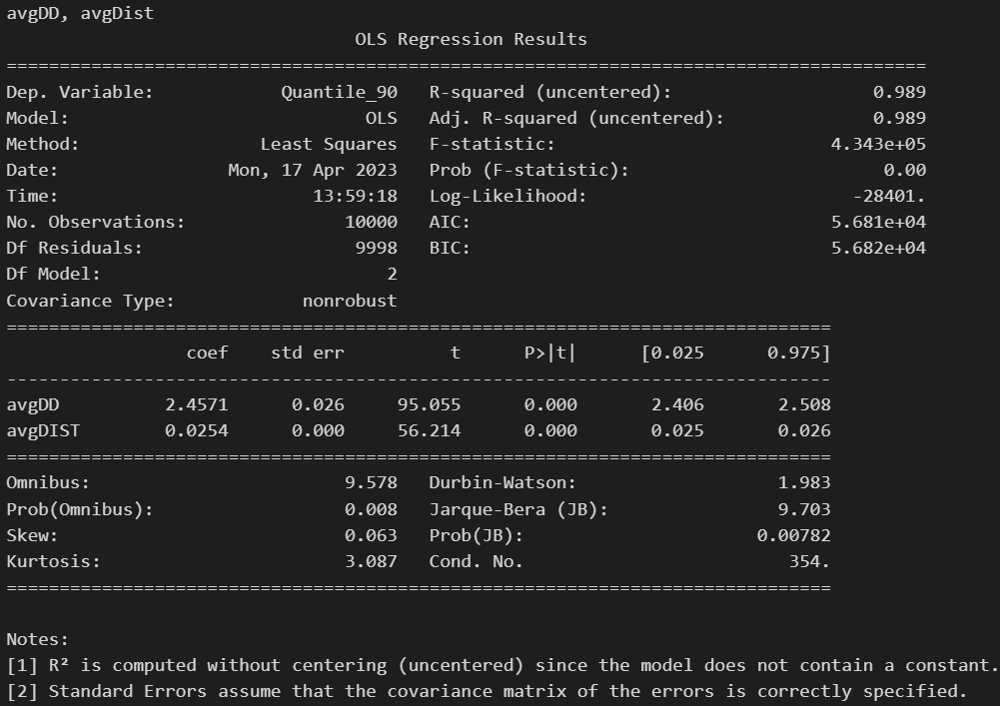 avgDD, avgDist
OLS Regression Results
==============================================================================
Dep. Variable: Quantile_90 R-squared (uncentered): 0.989
Model: OLS Adj. R-squared (uncentered): 0.989
Method: Least Squares F-statistic: 4.343e+05
Date: Mon, 17 Apr 2023 Prob (F-statistic): 0.00
Time: 13:59:18 Log-Likelihood: -28401.
No. Observations: 10000 AIC: 5.681e+04
Df Residuals: 9998 BIC: 5.682e+04
Df Model: 2
Covariance Type: nonrobust
==============================================================================
coef std err t P>|t| [0.025 0.975]
------------------------------------------------------------------------------
avgDD 2.4571 0.026 95.055 0.000 2.406 2.508
avgDIST 0.0254 0.000 56.214 0.000 0.025 0.026
==============================================================================
Omnibus: 9.578 Durbin-Watson: 1.983
Prob(Omnibus): 0.008 Jarque-Bera (JB): 9.703
Skew: 0.063 Prob(JB): 0.00782
Kurtosis: 3.087 Cond. No. 354.
==============================================================================
Notes:
[1] R² is computed without centering (uncentered) since the model does not contain a constant.
[2] Standard Errors assume that the covariance matrix of the errors is correctly specified.